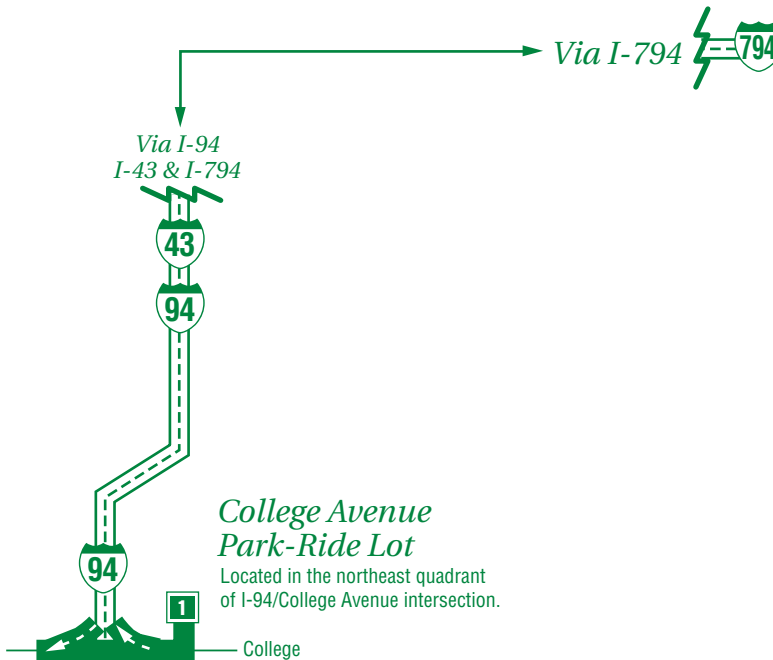 Via I-794
794
Via I-94
I-43 & I-794
43
94
College Avenue
Park-Ride Lot
Located in the northeast quadrant
of I-94/College Avenue intersection.
94
1
College